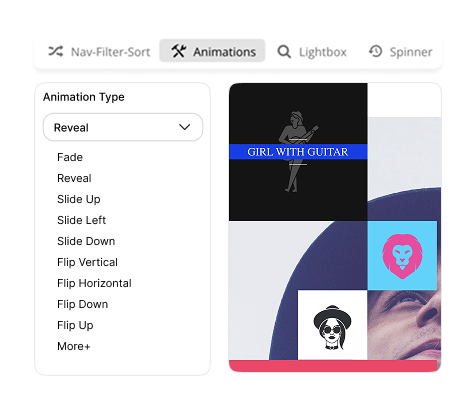 Nav-Filter-Sort Animations Lightbox Spinner
Animation Type
Reveal
Fade
Reveal
Slide Up
Slide Left
Slide Down
Flip Vertical
Flip Horizontal
Flip Down
Flip Up
More+
GIRL WITH GUITAR